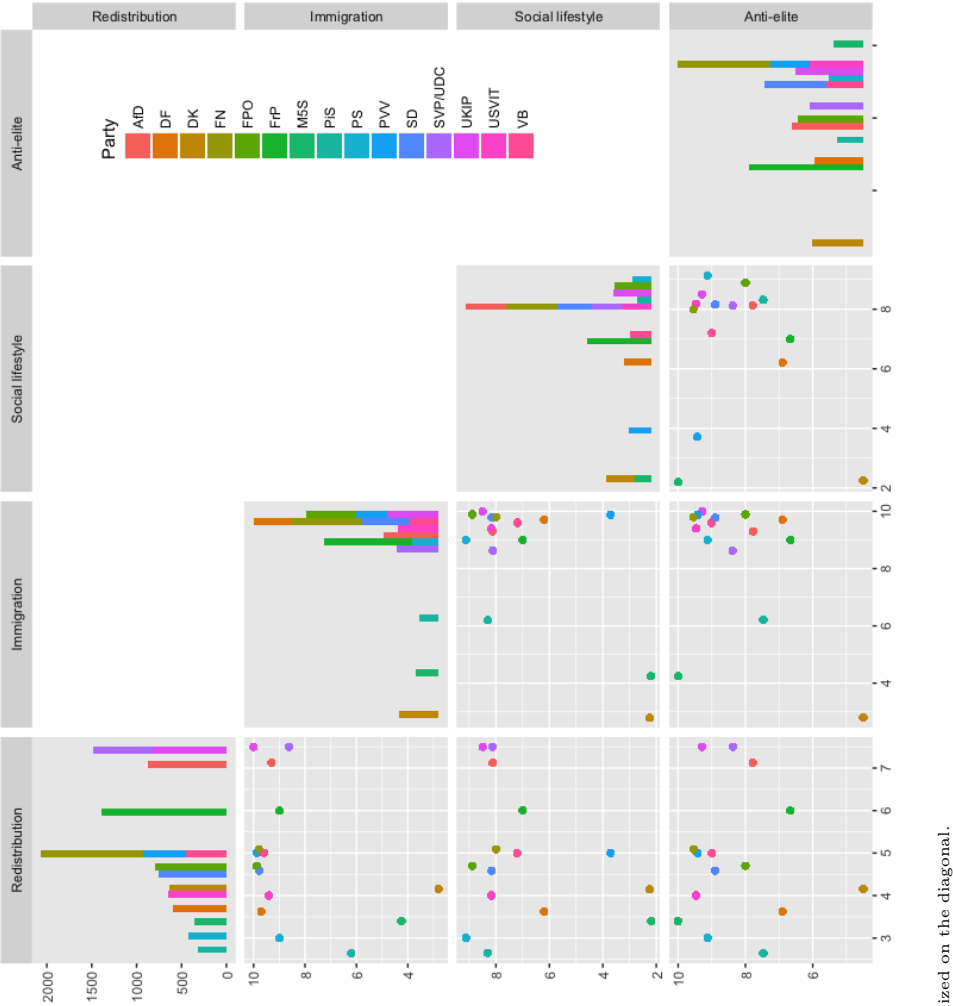 Redistribution
Immigration
Social lifestyle
Anti-elite
Redistribution
Immigration
Social lifestyle
Anti-elite
Party
AfD
DF
DK
FN
FPO
FrP
M5S
PiS
PS
PVV
SD
SVP/UDC
UKIP
USVIT
VB
2000
1500
1000
500
0
10
8
6
4
10
8
6
4
2
10
8
6
3
4
5
6
7
4
6
8
10
2
4
6
8
ized on the diagonal.